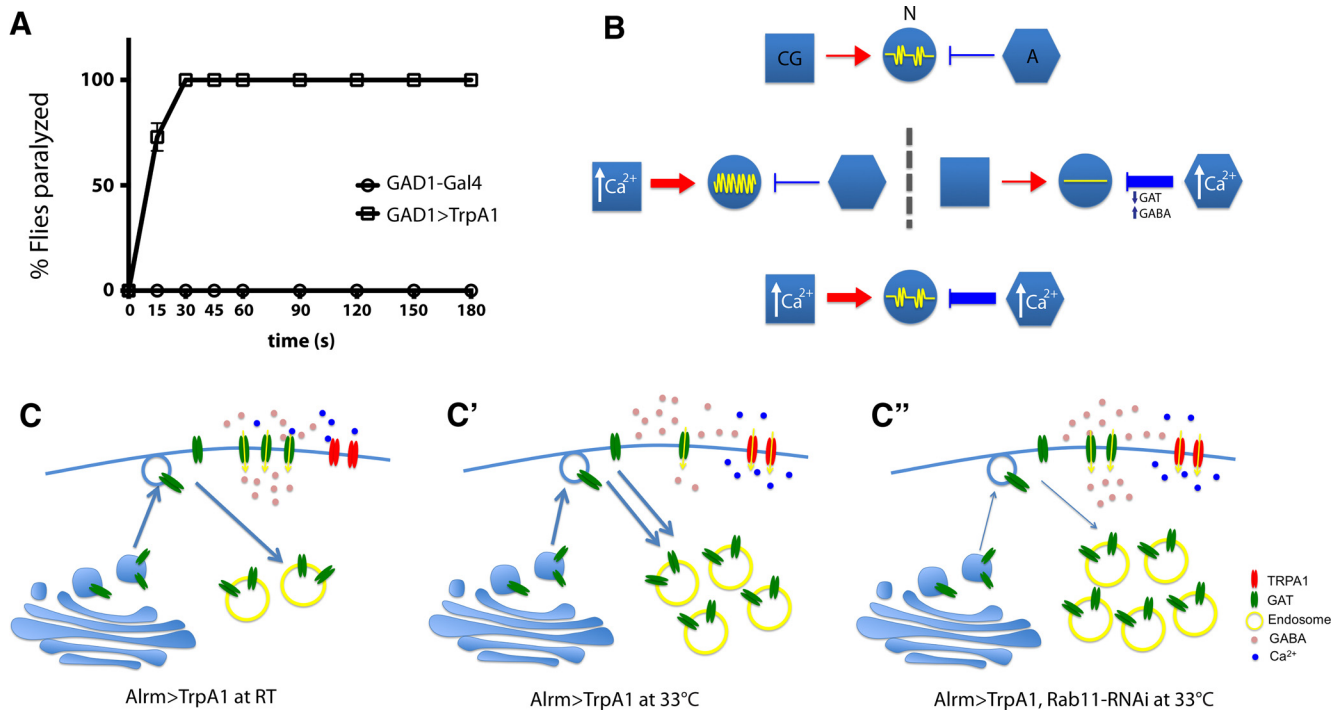 A
% Flies paralyzed
100
50
0
0 15 30 45 60 90 120 150 180
time (s)
GAD1-Gal4
GAD1>TrpA1
B
N
CG
A
Ca²⁺
GAT
GABA
Ca²⁺
Ca²⁺
Ca²⁺
C
Alrm>TrpA1 at RT
C'
Alrm>TrpA1 at 33°C
C"
Alrm>TrpA1, Rab11-RNAi at 33°C
TRPA1
GAT
Endosome
GABA
Ca²⁺